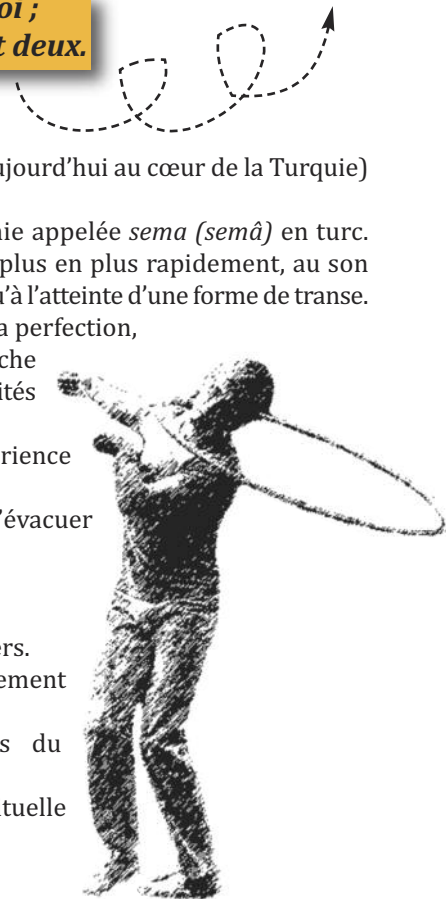 oi ;
t deux.
ujourd’hui au cœur de la Turquie)
ie appelée sema (semâ) en turc.
plus en plus rapidement, au son
u’à l’atteinte d’une forme de transe.
a perfection,
che
ités
rience
’évacuer
rs.
ement
s du
tuelle